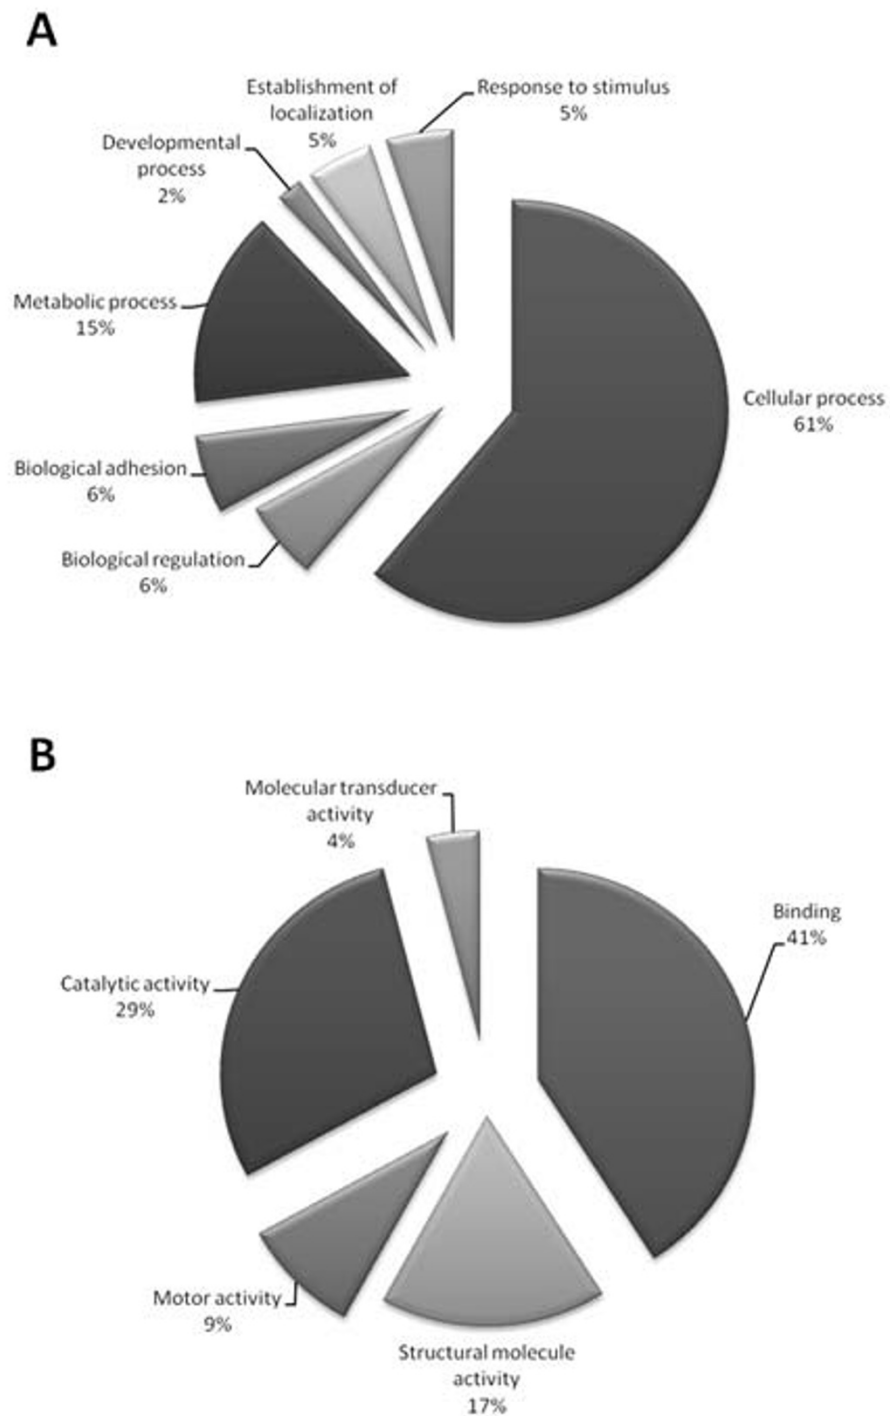 A
Establishment of
localization
5%
Response to stimulus
5%
Developmental
process
2%
Metabolic process
15%
Cellular process
61%
Biological adhesion
6%
Biological regulation
6%
B
Molecular transducer
activity
4%
Binding
41%
Catalytic activity
29%
Motor activity
9%
Structural molecule
activity
17%